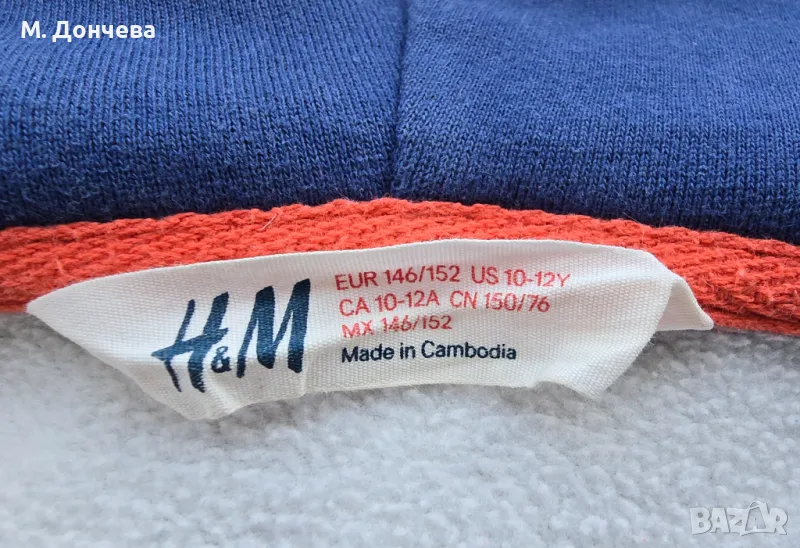 М. Дончева
H&M
EUR 146/152 US 10-12Y
CA 10-12A CN 150/76
MX 146/152
Made in Cambodia
BAZAR